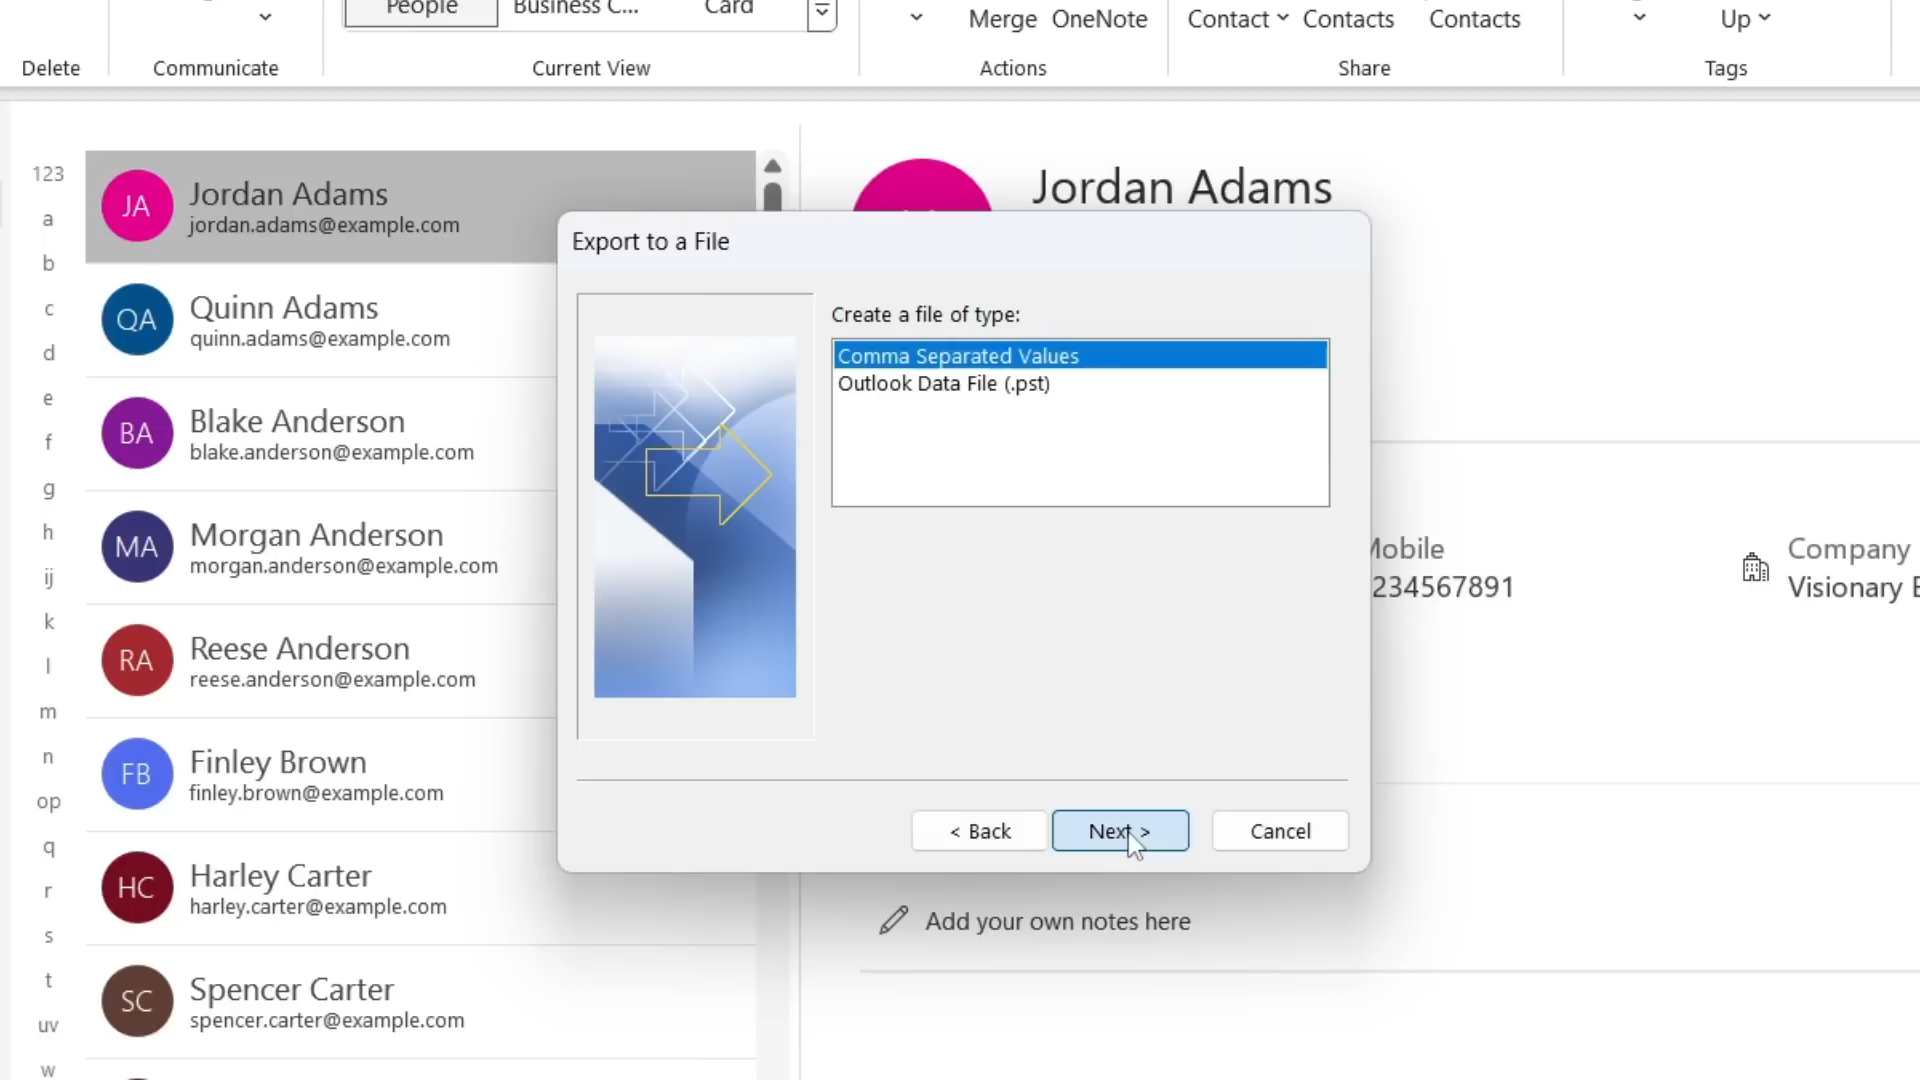 People
Business C...
Card
Merge
OneNote
Contact
Contacts
Contacts
Up
Delete
Communicate
Current View
Actions
Share
Tags
123
a
b
c
d
e
f
g
h
ij
k
l
m
n
op
q
r
s
t
uv
w
JA
Jordan Adams
jordan.adams@example.com
QA
Quinn Adams
quinn.adams@example.com
BA
Blake Anderson
blake.anderson@example.com
MA
Morgan Anderson
morgan.anderson@example.com
RA
Reese Anderson
reese.anderson@example.com
FB
Finley Brown
finley.brown@example.com
HC
Harley Carter
harley.carter@example.com
SC
Spencer Carter
spencer.carter@example.com
Jordan Adams
Export to a File
Create a file of type:
Comma Separated Values
Outlook Data File (.pst)
< Back
Next >
Cancel
Mobile
234567891
Company
Visionary
Add your own notes here